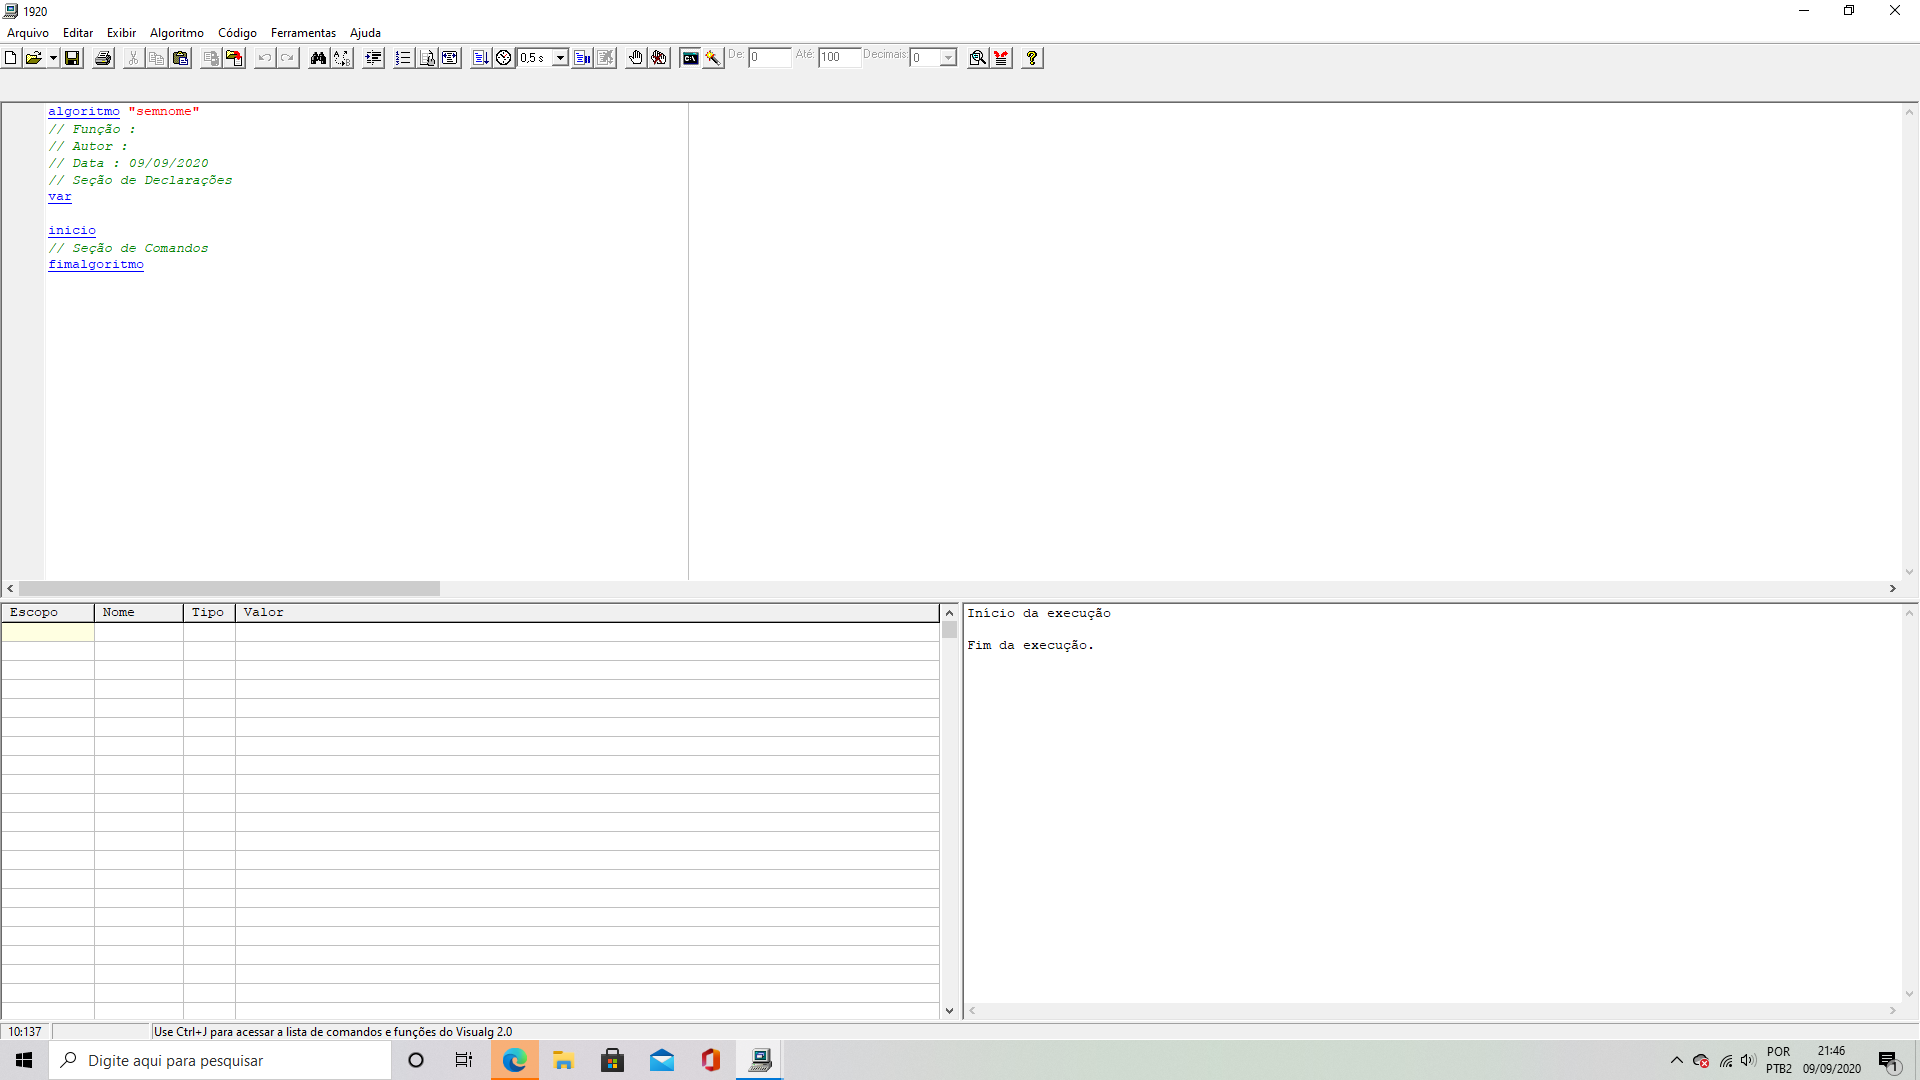 1920
Arquivo Editar Exibir Algoritmo Código Ferramentas Ajuda
0,5 s De: 0 Até: 100 Decimais: 0
algoritmo "semnome"
// Função :
// Autor :
// Data : 09/09/2020
// Seção de Declarações
var
inicio
// Seção de Comandos
fimalgoritmo
Escopo Nome Tipo Valor
Início da execução
Fim da execução.
10:137 Use Ctrl+J para acessar a lista de comandos e funções do Visualg 2.0
Digite aqui para pesquisar
POR
PTB2
21:46
09/09/2020
1